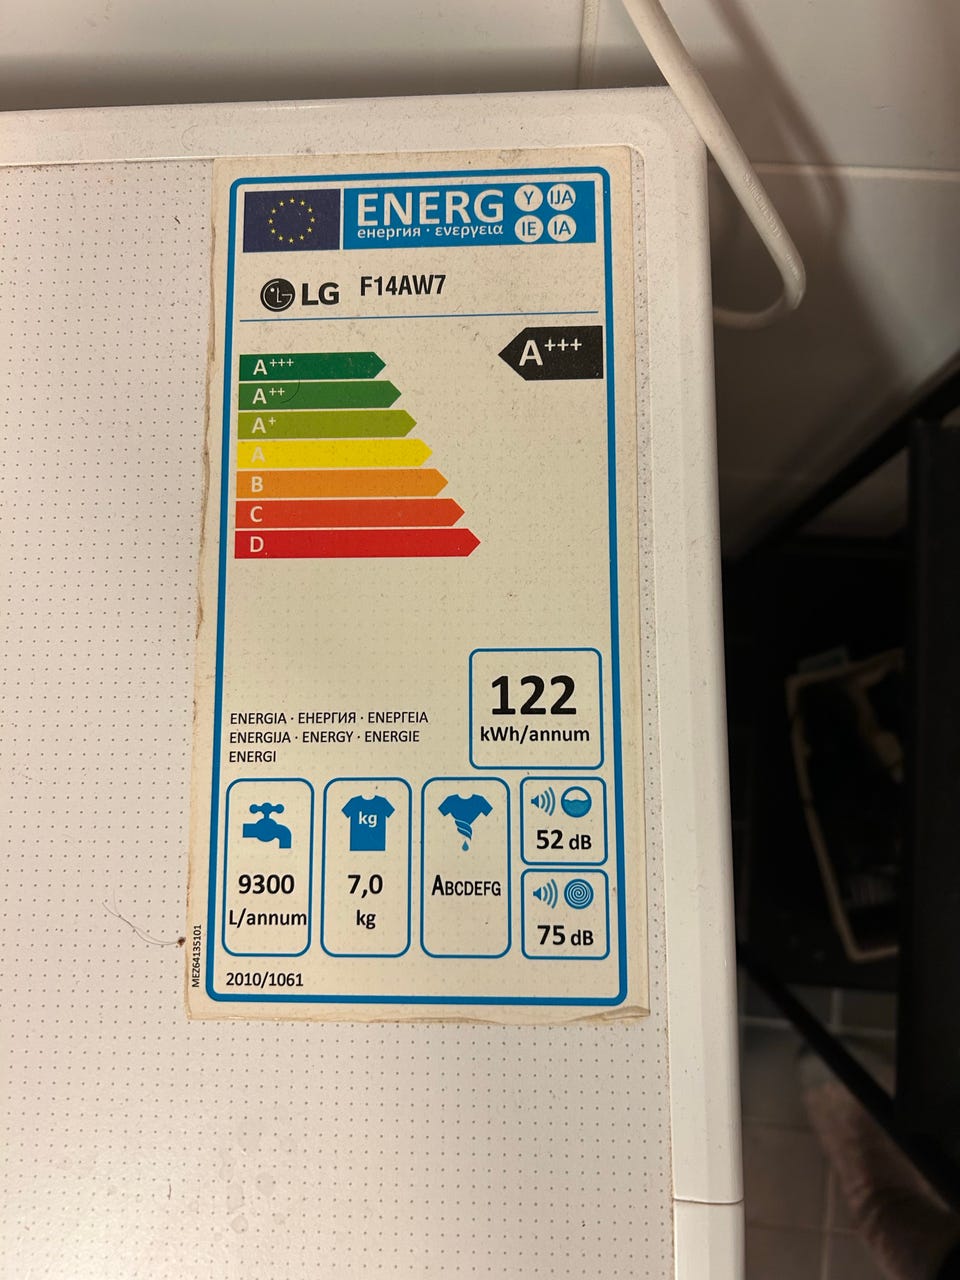 ENERG Y IJA
енергия · ενεργεια IE IA
LG F14AW7
A+++
A+++
A++
A+
A
B
C
D
122
kWh/annum
ENERGIA · ЕНЕРГИЯ · ΕΝΕΡΓΕΙΑ
ENERGIJA · ENERGY · ENERGIE
ENERGI
9300
L/annum
kg
7,0
kg
ABCDEFG
52 dB
75 dB
2010/1061
MEZ64135101